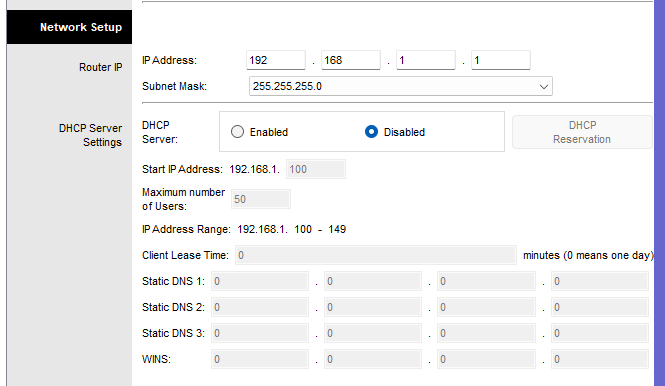 Network Setup
Router IP
IP Address: 192 . 168 . 1 . 1
Subnet Mask: 255.255.255.0
DHCP Server
Settings
DHCP
Server:
Enabled
Disabled
DHCP
Reservation
Start IP Address: 192.168.1. 100
Maximum number
of Users:
50
IP Address Range: 192.168.1. 100 - 149
Client Lease Time: 0 minutes (0 means one day)
Static DNS 1: 0 . 0 . 0 . 0
Static DNS 2: 0 . 0 . 0 . 0
Static DNS 3: 0 . 0 . 0 . 0
WINS: 0 . 0 . 0 . 0